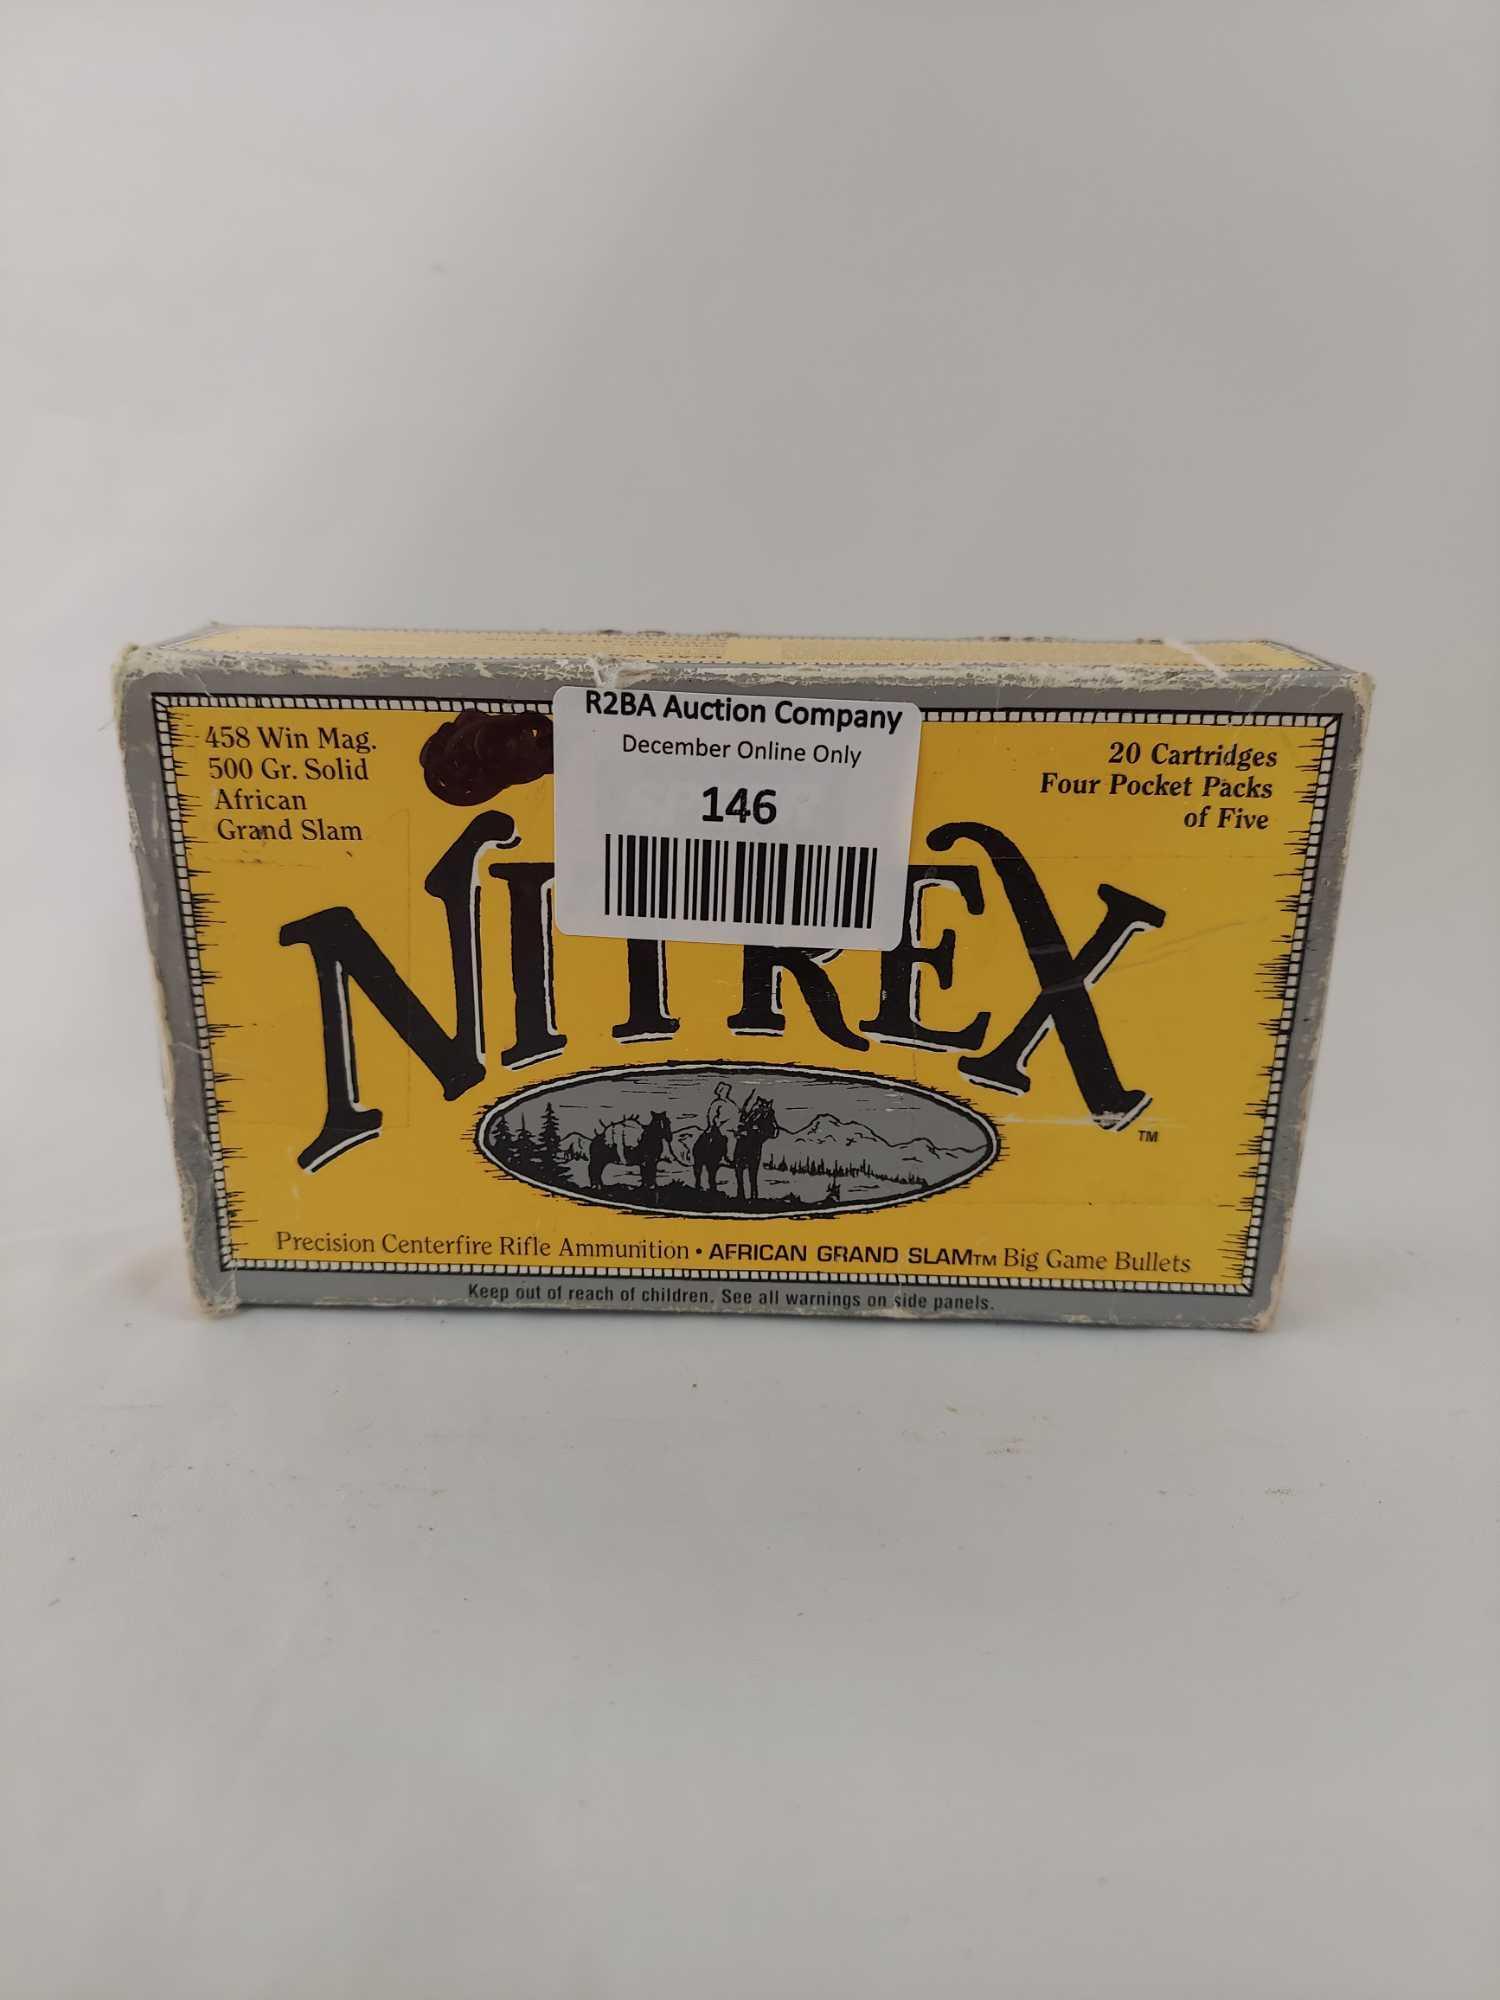 R2BA Auction Company
December Online Only
146
458 Win Mag.
500 Gr. Solid
African
Grand Slam
20 Cartridges
Four Pocket Packs
of Five
NITREX
TM
Precision Centerfire Rifle Ammunition • AFRICAN GRAND SLAM™ Big Game Bullets
Keep out of reach of children. See all warnings on side panels.